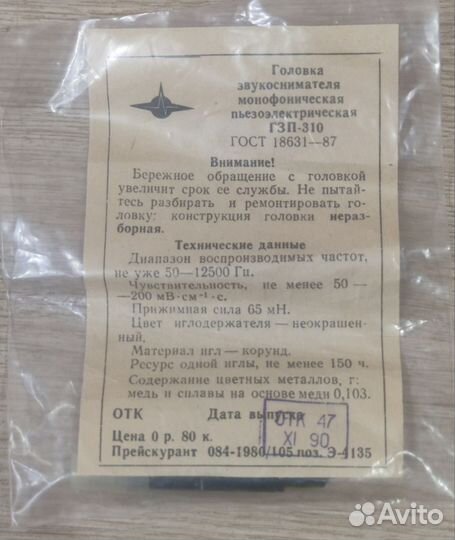 Головка
звукоснимателя
монофоническая
пьезоэлектрическая
ГЗП-310
ГОСТ 18631—87
Внимание!
Бережное обращение с головкой
увеличит срок ее службы. Не пытай-
тесь разбирать и ремонтировать го-
ловку: конструкция головки нераз-
борная.
Технические данные
Диапазон воспроизводимых частот,
не уже 50—12500 Гц.
Чувствительность, не менее 50—
—200 мВ·см⁻¹·с.
Прижимная сила 65 мН.
Цвет иглодержателя — неокрашен-
ный.
Материал игл — корунд.
Ресурс одной иглы, не менее 150 ч.
Содержание цветных металлов, г:
медь и сплавы на основе меди 0,103.
ОТК Дата выпуска
ОТК 47
XI 90
Цена 0 р. 80 к.
Прейскурант 084-1980/105 поз. Э-4135
Avito